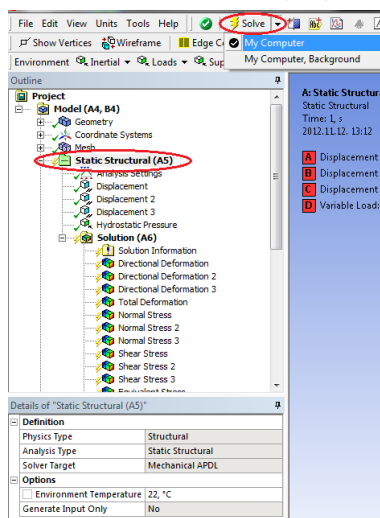 File Edit View Units Tools Help Solve
Show Vertices Wireframe Edge C
My Computer
My Computer, Background
Environment Inertial Loads Sup
Outline
Project
Model (A4, B4)
Geometry
Coordinate Systems
Mesh
Static Structural (A5)
Analysis Settings
Displacement
Displacement 2
Displacement 3
Hydrostatic Pressure
Solution (A6)
Solution Information
Directional Deformation
Directional Deformation 2
Directional Deformation 3
Total Deformation
Normal Stress
Normal Stress 2
Normal Stress 3
Shear Stress
Shear Stress 2
Shear Stress 3
Equivalent Stress
A: Static Structura
Static Structural
Time: 1, s
2012.11.12. 13:12
A Displacement
B Displacement
C Displacement
D Variable Load:
Details of "Static Structural (A5)"
Definition
Physics Type Structural
Analysis Type Static Structural
Solver Target Mechanical APDL
Options
Environment Temperature 22, °C
Generate Input Only No